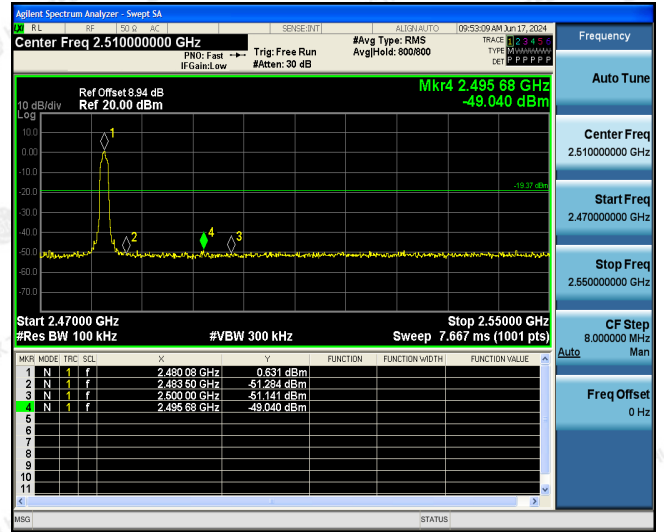 Agilent Spectrum Analyzer - Swept SA
RL RF 50 Ω AC SENSE:INT ALIGN AUTO 09:53:09 AM Jun 17, 2024
Center Freq 2.510000000 GHz
PNO: Fast
IFGain:Low
Trig: Free Run
#Atten: 30 dB
#Avg Type: RMS
Avg|Hold: 800/800
TRACE 1 2 3 4 5 6
TYPE M
DET P P P P P P
Frequency
Mkr4 2.495 68 GHz
-49.040 dBm
Ref Offset 8.94 dB
10 dB/div Ref 20.00 dBm
Log
10.0
0.00
-10.0
-20.0
-30.0
-40.0
-50.0
-60.0
-70.0
1
2
4
3
-19.37 dBm
Start 2.47000 GHz Stop 2.55000 GHz
#Res BW 100 kHz #VBW 300 kHz Sweep 7.667 ms (1001 pts)
MKR MODE TRC SCL X Y FUNCTION FUNCTION WIDTH FUNCTION VALUE
1 N 1 f 2.480 08 GHz 0.631 dBm
2 N 1 f 2.483 50 GHz -51.284 dBm
3 N 1 f 2.500 00 GHz -51.141 dBm
4 N 1 f 2.495 68 GHz -49.040 dBm
5
6
7
8
9
10
11
Auto Tune
Center Freq
2.510000000 GHz
Start Freq
2.470000000 GHz
Stop Freq
2.550000000 GHz
CF Step
8.000000 MHz
Auto Man
Freq Offset
0 Hz
MSG STATUS